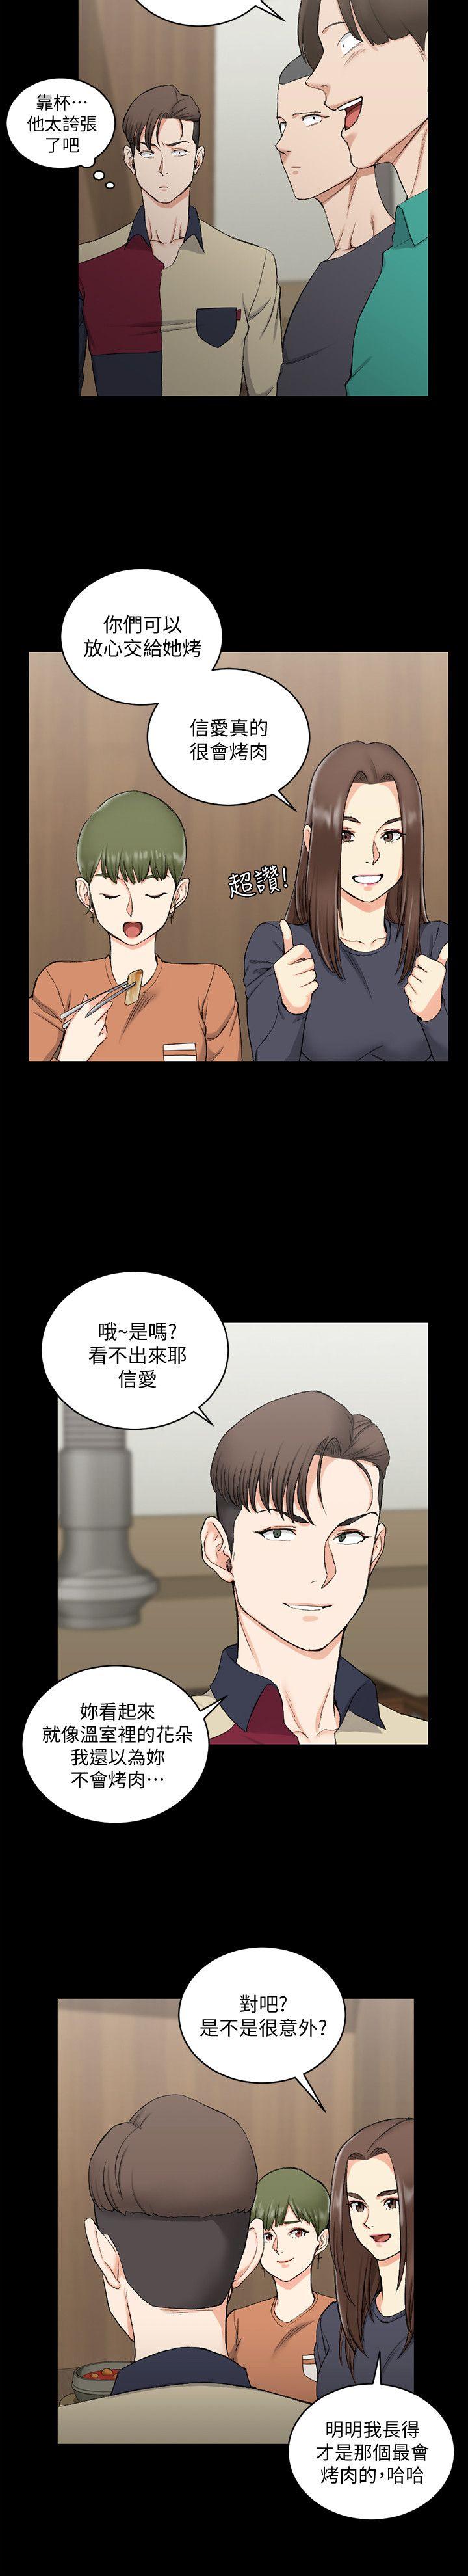 靠杯…
他太誇張
了吧
你們可以
放心交給她烤
信愛真的
很會烤肉
超讚!
哦~是嗎?
看不出來耶
信愛
妳看起來
就像溫室裡的花朵
我還以為妳
不會烤肉…
對吧?
是不是很意外?
明明我長得
才是那個最會
烤肉的,哈哈